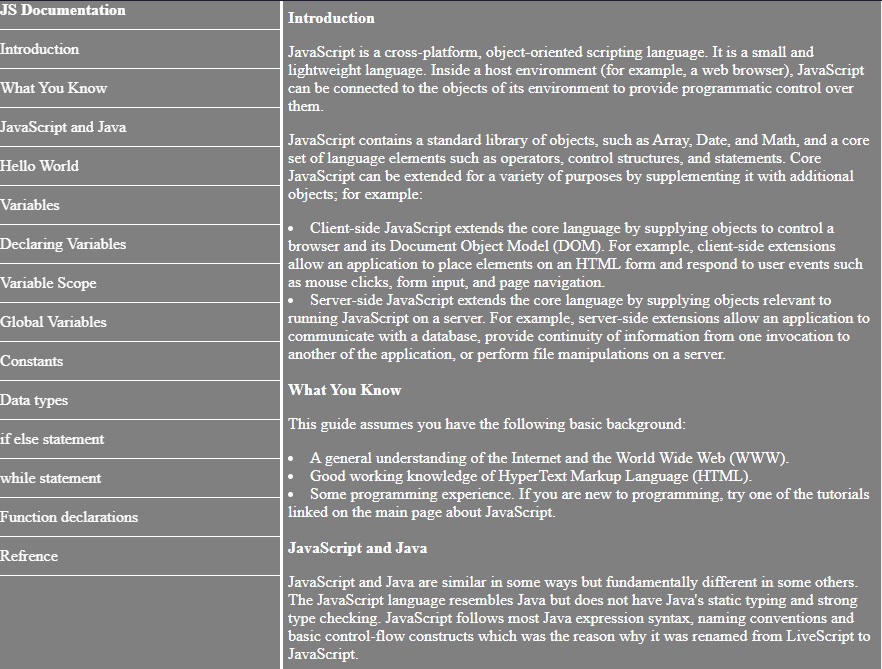 JS Documentation
Introduction
What You Know
JavaScript and Java
Hello World
Variables
Declaring Variables
Variable Scope
Global Variables
Constants
Data types
if else statement
while statement
Function declarations
Refrence
Introduction
JavaScript is a cross-platform, object-oriented scripting language. It is a small and
lightweight language. Inside a host environment (for example, a web browser), JavaScript
can be connected to the objects of its environment to provide programmatic control over
them.
JavaScript contains a standard library of objects, such as Array, Date, and Math, and a core
set of language elements such as operators, control structures, and statements. Core
JavaScript can be extended for a variety of purposes by supplementing it with additional
objects; for example:
• Client-side JavaScript extends the core language by supplying objects to control a
browser and its Document Object Model (DOM). For example, client-side extensions
allow an application to place elements on an HTML form and respond to user events such
as mouse clicks, form input, and page navigation.
• Server-side JavaScript extends the core language by supplying objects relevant to
running JavaScript on a server. For example, server-side extensions allow an application to
communicate with a database, provide continuity of information from one invocation to
another of the application, or perform file manipulations on a server.
What You Know
This guide assumes you have the following basic background:
• A general understanding of the Internet and the World Wide Web (WWW).
• Good working knowledge of HyperText Markup Language (HTML).
• Some programming experience. If you are new to programming, try one of the tutorials
linked on the main page about JavaScript.
JavaScript and Java
JavaScript and Java are similar in some ways but fundamentally different in some others.
The JavaScript language resembles Java but does not have Java's static typing and strong
type checking. JavaScript follows most Java expression syntax, naming conventions and
basic control-flow constructs which was the reason why it was renamed from LiveScript to
JavaScript.